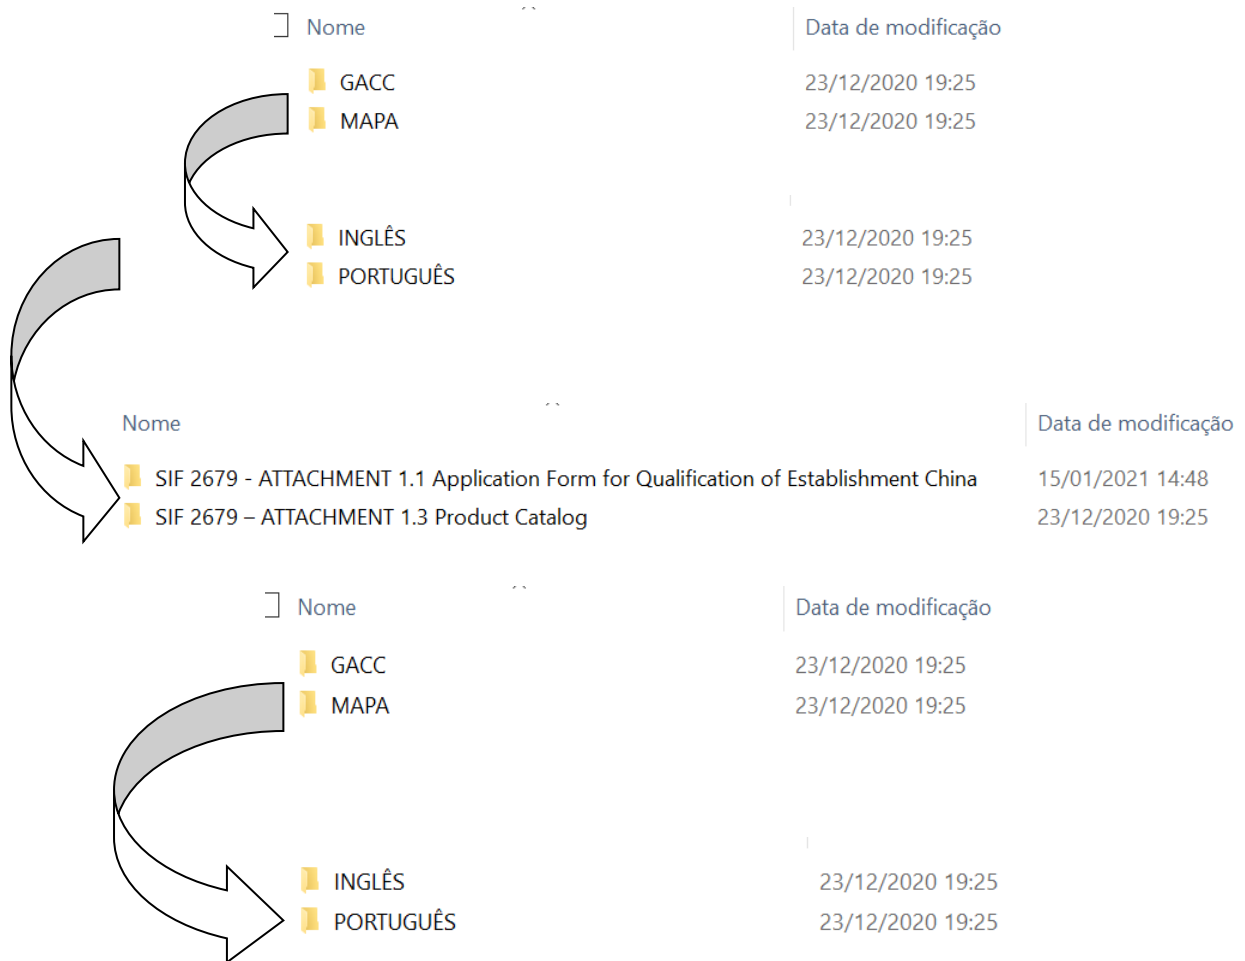 Nome Data de modificação
GACC 23/12/2020 19:25
MAPA 23/12/2020 19:25
INGLÊS 23/12/2020 19:25
PORTUGUÊS 23/12/2020 19:25
Nome Data de modificação
SIF 2679 - ATTACHMENT 1.1 Application Form for Qualification of Establishment China 15/01/2021 14:48
SIF 2679 – ATTACHMENT 1.3 Product Catalog 23/12/2020 19:25
Nome Data de modificação
GACC 23/12/2020 19:25
MAPA 23/12/2020 19:25
INGLÊS 23/12/2020 19:25
PORTUGUÊS 23/12/2020 19:25